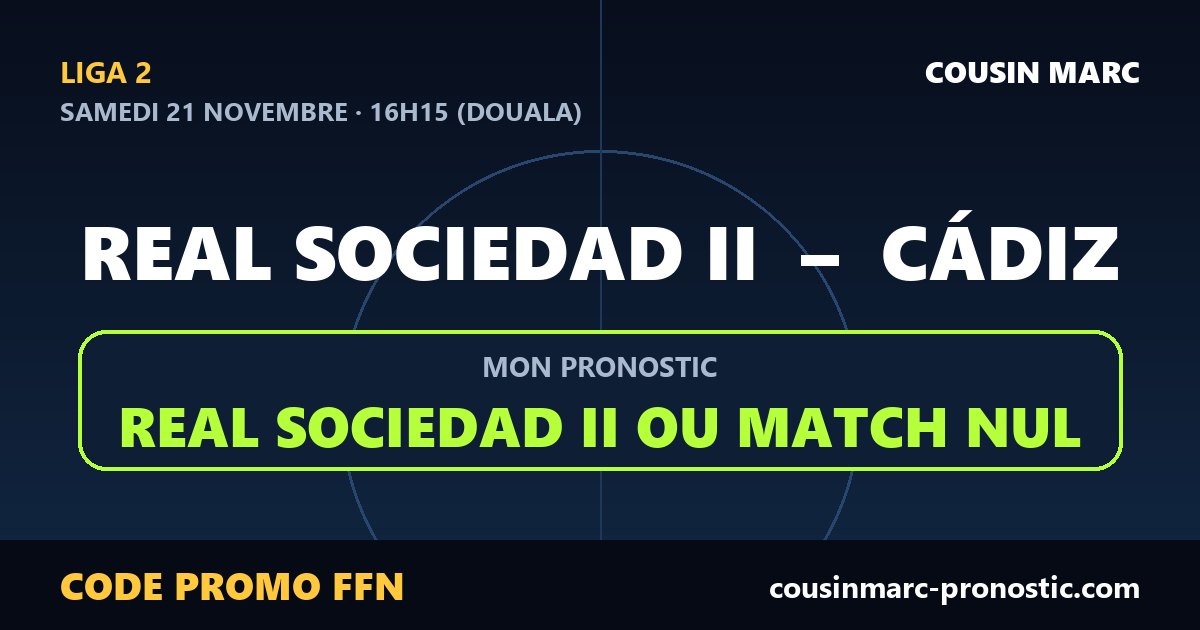 LIGA 2
COUSIN MARC
SAMEDI 21 NOVEMBRE · 16H15 (DOUALA)
REAL SOCIEDAD II – CÁDIZ
MON PRONOSTIC
REAL SOCIEDAD II OU MATCH NUL
CODE PROMO FFN
cousinmarc-pronostic.com